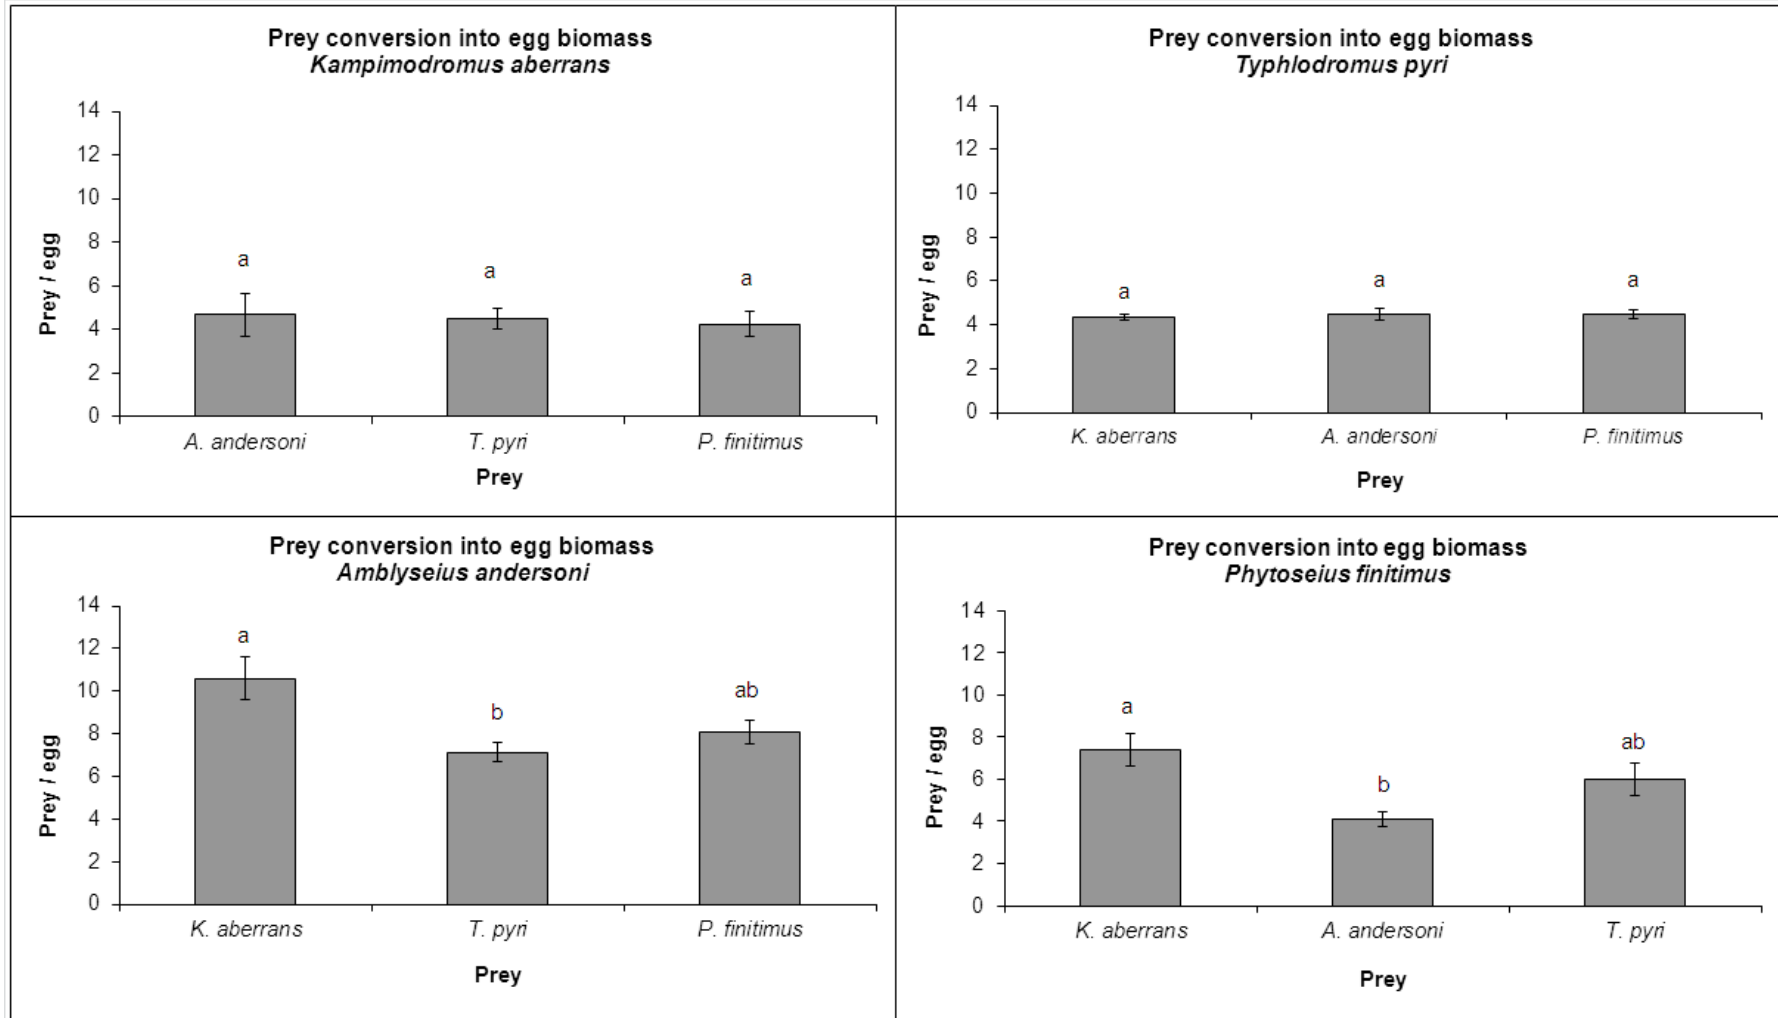 Prey conversion into egg biomass
Kampimodromus aberrans
14
12
10
8
6
4
2
0
Prey / egg
a
a
a
A. andersoni
T. pyri
P. finitimus
Prey
Prey conversion into egg biomass
Typhlodromus pyri
14
12
10
8
6
4
2
0
Prey / egg
a
a
a
K. aberrans
A. andersoni
P. finitimus
Prey
Prey conversion into egg biomass
Amblyseius andersoni
14
12
10
8
6
4
2
0
Prey / egg
a
b
ab
K. aberrans
T. pyri
P. finitimus
Prey
Prey conversion into egg biomass
Phytoseius finitimus
14
12
10
8
6
4
2
0
Prey / egg
a
b
ab
K. aberrans
A. andersoni
T. pyri
Prey